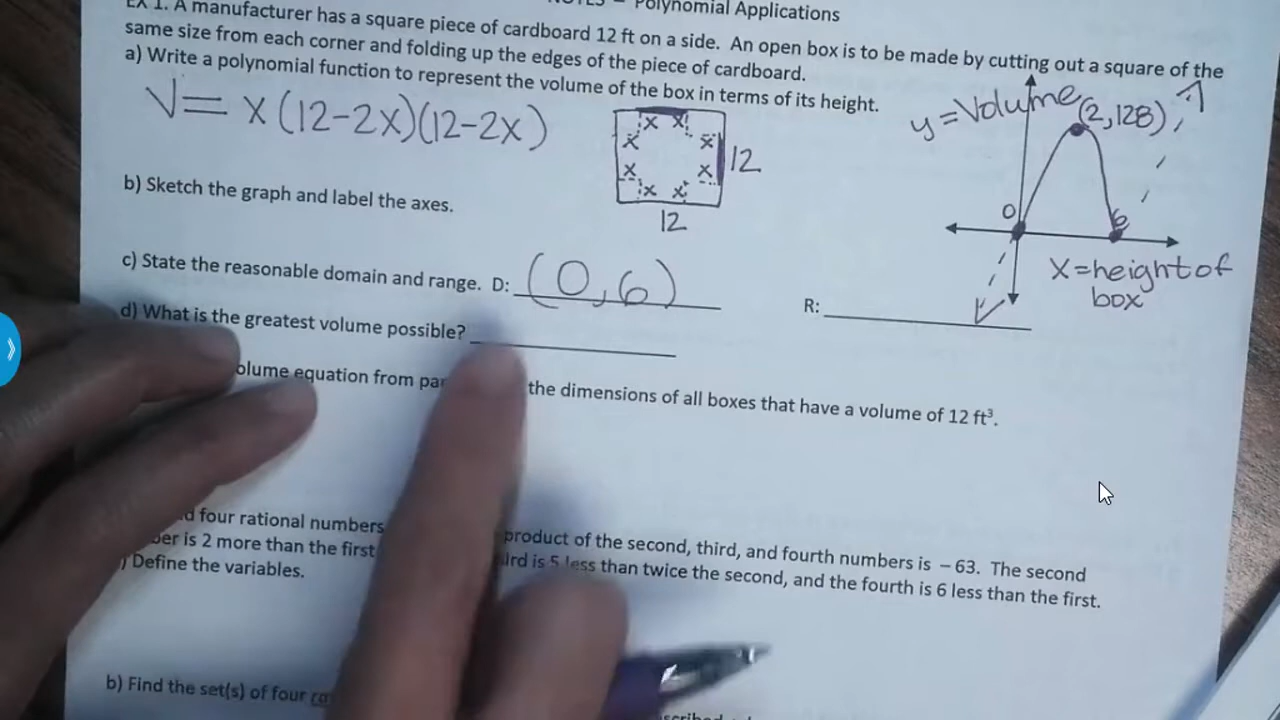 Polynomial Applications
EX 1. A manufacturer has a square piece of cardboard 12 ft on a side. An open box is to be made by cutting out a square of the
same size from each corner and folding up the edges of the piece of cardboard.
a) Write a polynomial function to represent the volume of the box in terms of its height.
V = x(12-2x)(12-2x)
x x
x x
x x
x x
12
12
y = Volume
(2,128)
0
6
x = height of
box
b) Sketch the graph and label the axes.
c) State the reasonable domain and range. D: (0,6) R:
d) What is the greatest volume possible?
equation from the dimensions of all boxes that have a volume of 12 ft³.
four rational numbers product of the second, third, and fourth numbers is −63. The second
is 2 more than the first is 5 less than twice the second, and the fourth is 6 less than the first.
) Define the variables.
b) Find the set(s) of four